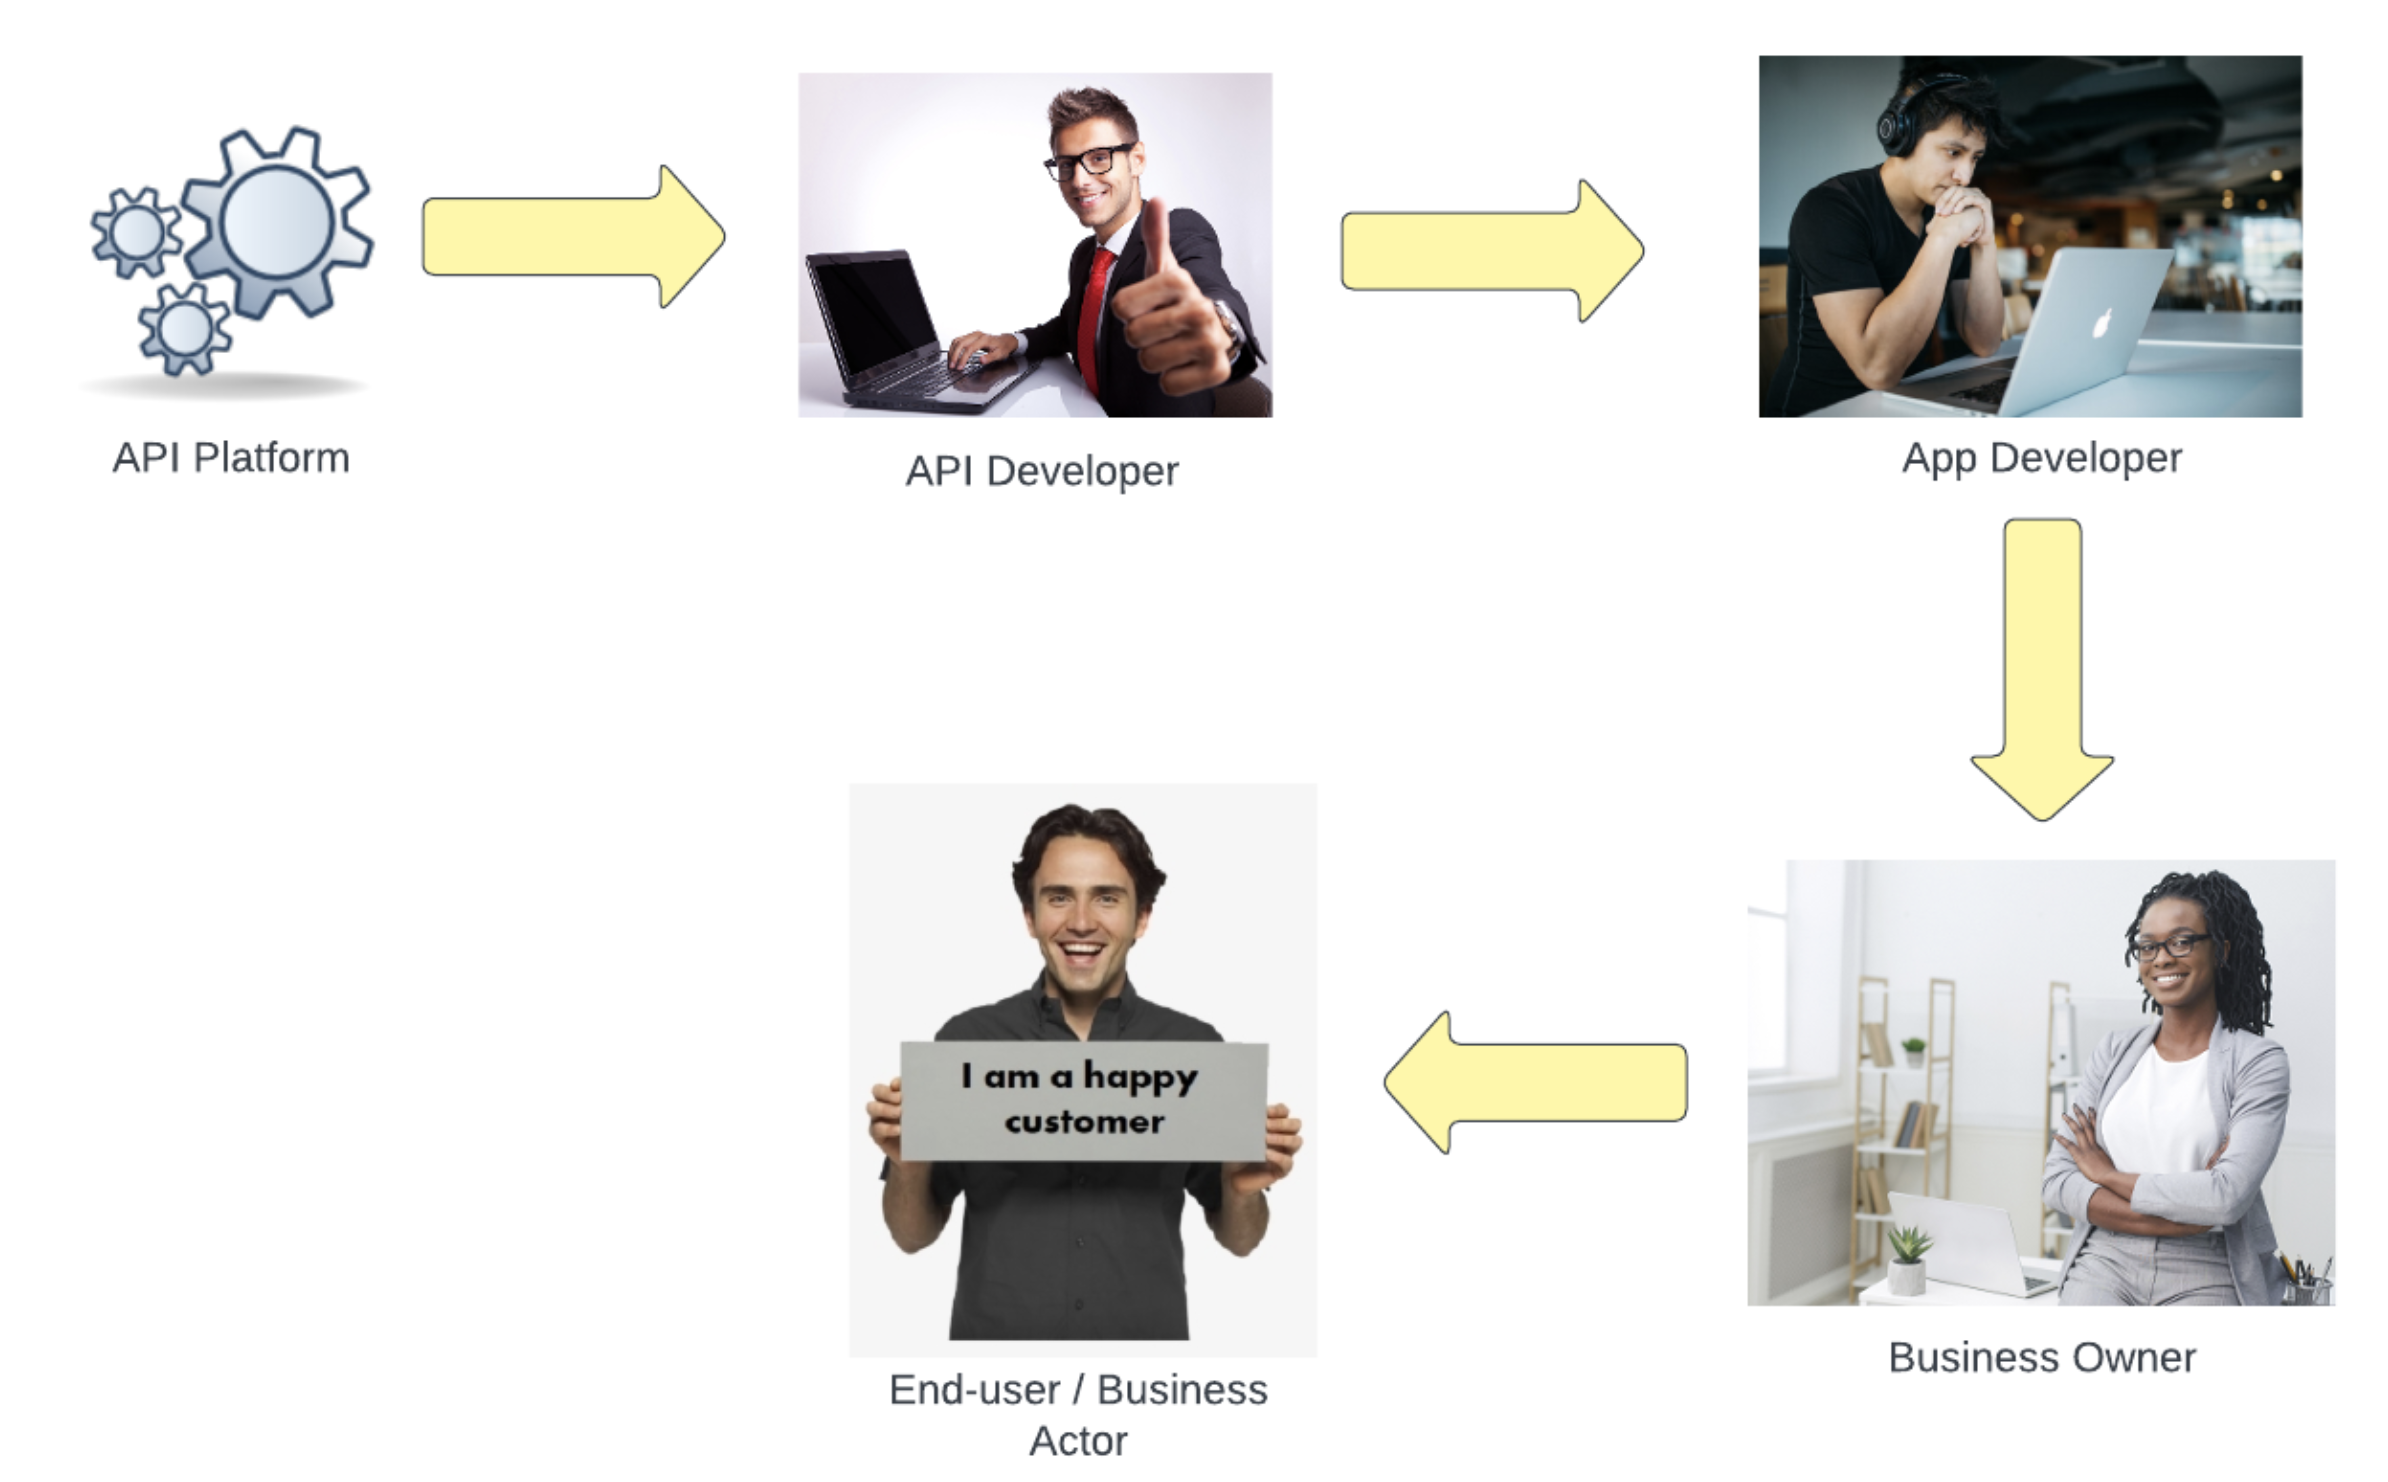 API Platform
API Developer
App Developer
I am a happy
customer
End-user / Business
Actor
Business Owner